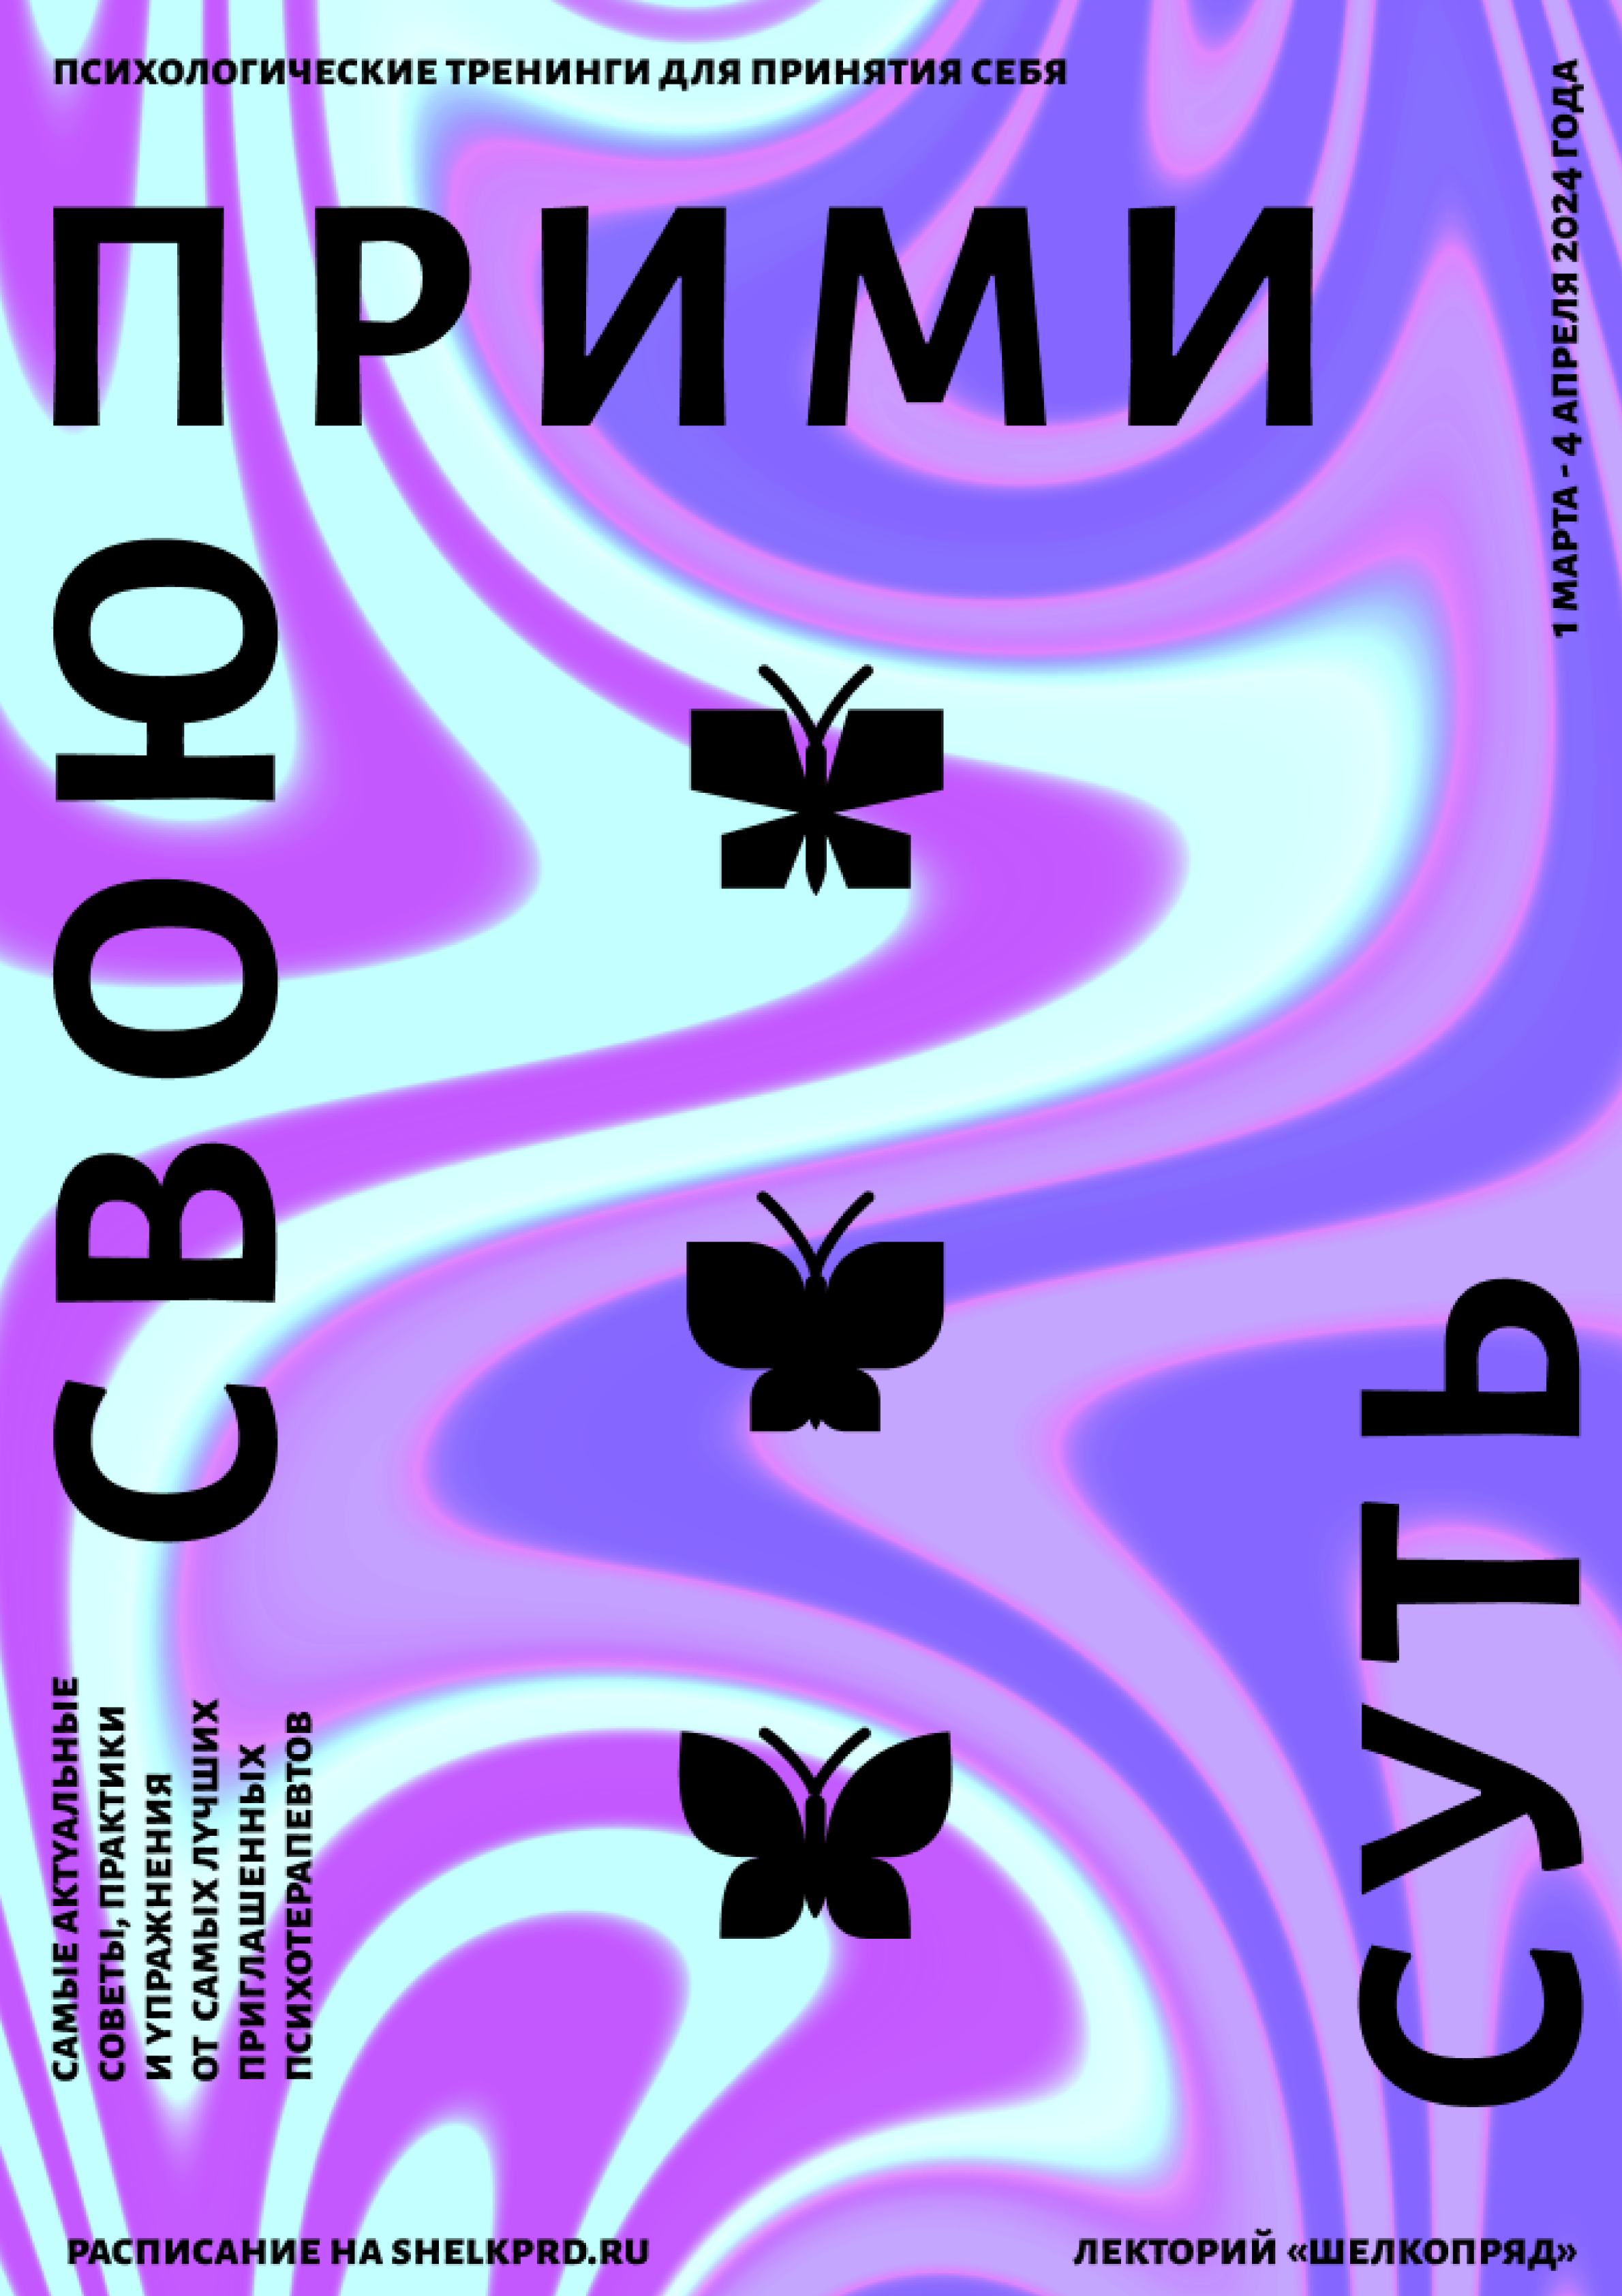 ПСИХОЛОГИЧЕСКИЕ ТРЕНИНГИ ДЛЯ ПРИНЯТИЯ СЕБЯ
1 МАРТА - 4 АПРЕЛЯ 2024 ГОДА
ПРИМИ
СВОЮ
СУТЬ
САМЫЕ АКТУАЛЬНЫЕ
СОВЕТЫ, ПРАКТИКИ
И УПРАЖНЕНИЯ
ОТ САМЫХ ЛУЧШИХ
ПРИГЛАШЕННЫХ
ПСИХОТЕРАПЕВТОВ
РАСПИСАНИЕ НА SHELKPRD.RU
ЛЕКТОРИЙ «ШЕЛКОПРЯД»